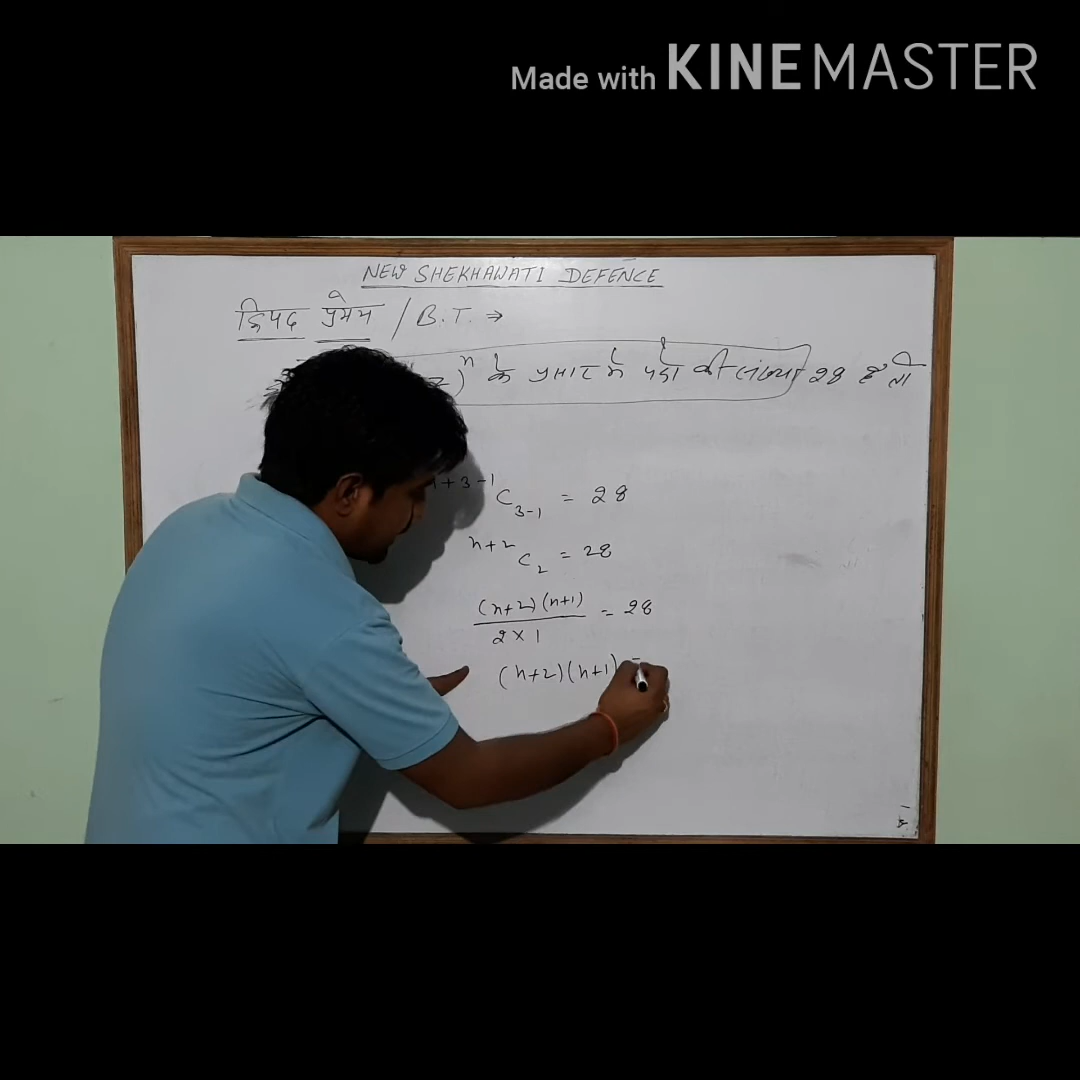 Made with KINEMASTER
NEW SHEKHAWATI DEFENCE
द्विपद प्रमेय / B.T. ⇒
z)ⁿ के प्रसार मे पदो की संख्या 28 है तो
+3-1C₃₋₁ = 28
ⁿ⁺²C₂ = 28
(n+2)(n+1) / 2×1 = 28
(n+2)(n+1) =